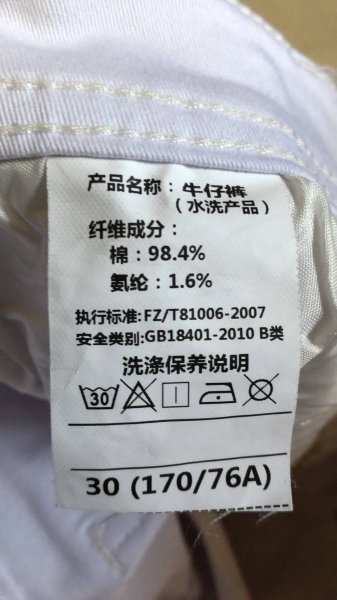 产品名称：牛仔裤
（水洗产品）
纤维成分：
棉：98.4%
氨纶：1.6%
执行标准:FZ/T81006-2007
安全类别:GB18401-2010 B类
洗涤保养说明
30
30 (170/76A)